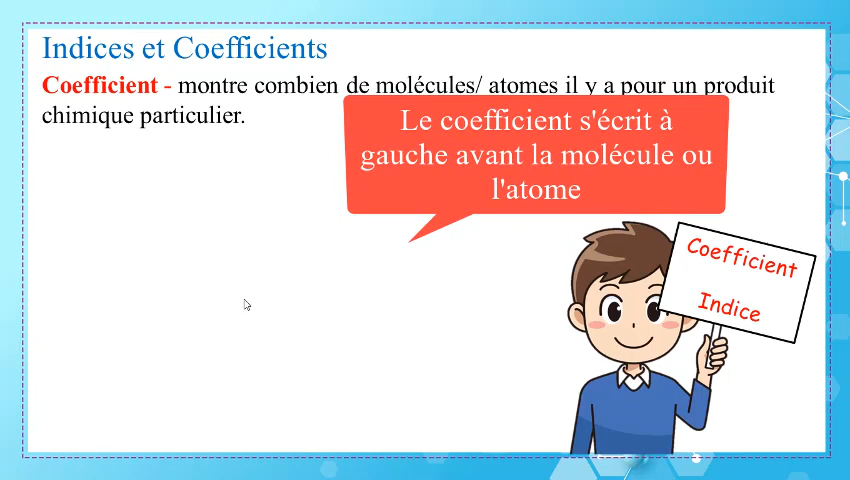 Indices et Coefficients
Coefficient - montre combien de molécules/ atomes il y a pour un produit
chimique particulier.
Le coefficient s'écrit à
gauche avant la molécule ou
l'atome
Coefficient
Indice